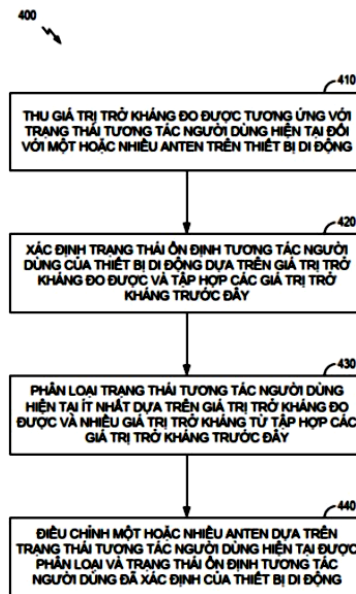 400
410
THU GIÁ TRỊ TRỞ KHÁNG ĐO ĐƯỢC TƯƠNG ỨNG VỚI
TRẠNG THÁI TƯƠNG TÁC NGƯỜI DÙNG HIỆN TẠI ĐỐI
VỚI MỘT HOẶC NHIỀU ANTEN TRÊN THIẾT BỊ DI ĐỘNG
420
XÁC ĐỊNH TRẠNG THÁI ỔN ĐỊNH TƯƠNG TÁC NGƯỜI
DÙNG CỦA THIẾT BỊ DI ĐỘNG DỰA TRÊN GIÁ TRỊ TRỞ
KHÁNG ĐO ĐƯỢC VÀ TẬP HỢP CÁC GIÁ TRỊ TRỞ
KHÁNG TRƯỚC ĐÂY
430
PHÂN LOẠI TRẠNG THÁI TƯƠNG TÁC NGƯỜI DÙNG
HIỆN TẠI ÍT NHẤT DỰA TRÊN GIÁ TRỊ TRỞ KHÁNG ĐO
ĐƯỢC VÀ NHIỀU GIÁ TRỊ TRỞ KHÁNG TỪ TẬP HỢP CÁC
GIÁ TRỊ TRỞ KHÁNG TRƯỚC ĐÂY
440
ĐIỀU CHỈNH MỘT HOẶC NHIỀU ANTEN DỰA TRÊN
TRẠNG THÁI TƯƠNG TÁC NGƯỜI DÙNG HIỆN TẠI ĐƯỢC
PHÂN LOẠI VÀ TRẠNG THÁI ỔN ĐỊNH TƯƠNG TÁC
NGƯỜI DÙNG ĐÃ XÁC ĐỊNH CỦA THIẾT BỊ DI ĐỘNG